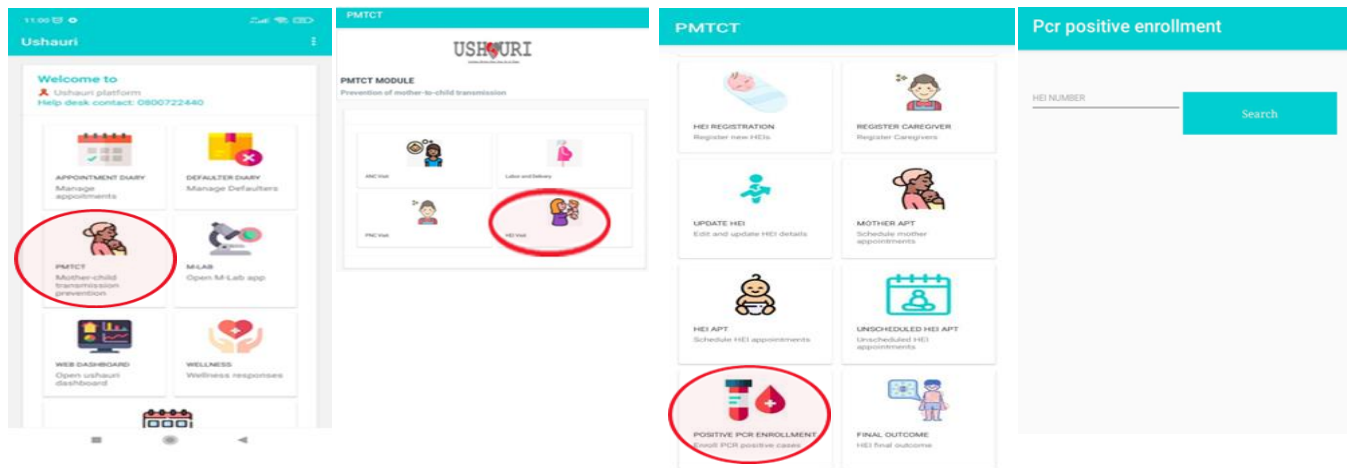 11:00
Ushauri
Welcome to
Ushauri platform
Help desk contact: 0800722440
APPOINTMENT DIARY
Manage
appoitments
DEFAULTER DIARY
Manage Defaulters
PMTCT
Mother-child
transmission
prevention
M-LAB
Open M-Lab app
WEB DASHBOARD
Open ushauri
dashboard
WELLNESS
Wellness responses
PMTCT
USHAURI
PMTCT MODULE
Prevention of mother-to-child transmission
ANC Visit
Labor and Delivery
PNC Visit
HEI Visit
PMTCT
HEI REGISTRATION
Register new HEIs.
REGISTER CAREGIVER
Register Caregivers
UPDATE HEI
Edit and update HEI details
MOTHER APT
Schedule mother
appointments
HEI APT
Schedule HEI appointments
UNSCHEDULED HEI APT
Unscheduled HEI
appointments
POSITIVE PCR ENROLLMENT
Enroll PCR positive cases
FINAL OUTCOME
HEI final outcome
Pcr positive enrollment
HEI NUMBER
Search